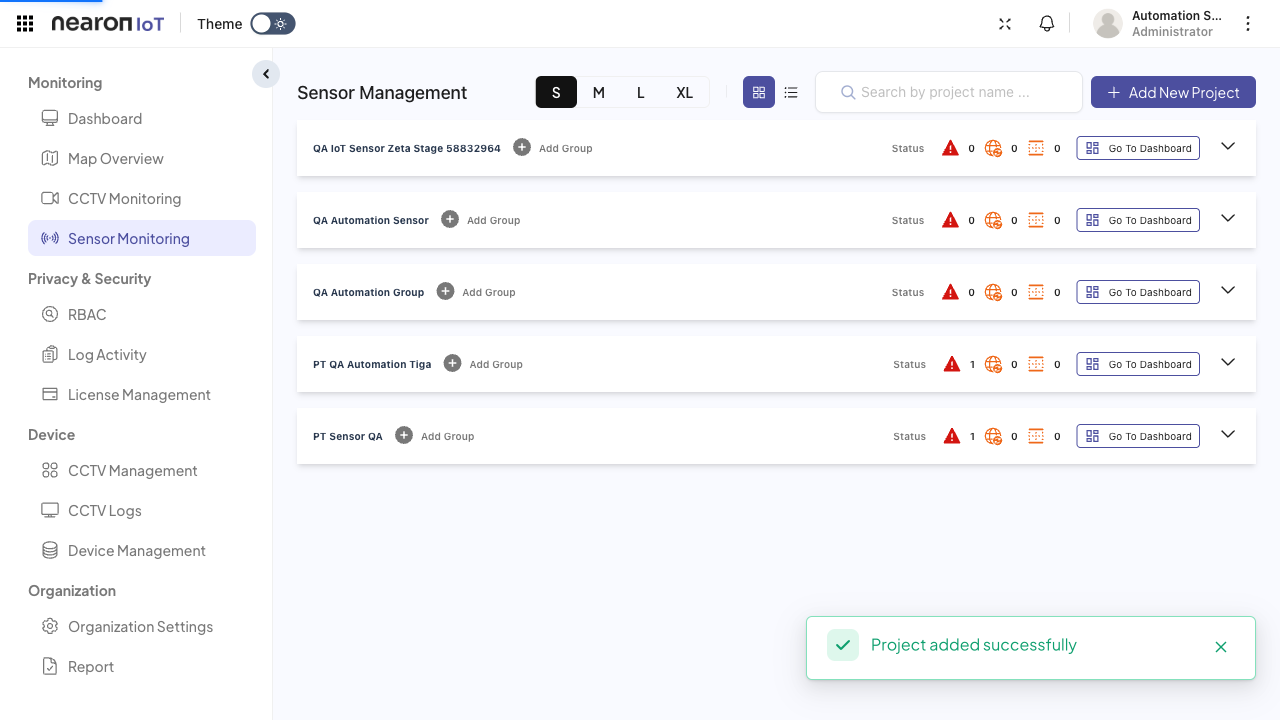 nearon IoT
Theme
Automation S...
Administrator
Monitoring
Dashboard
Map Overview
CCTV Monitoring
Sensor Monitoring
Privacy & Security
RBAC
Log Activity
License Management
Device
CCTV Management
CCTV Logs
Device Management
Organization
Organization Settings
Report
Sensor Management
S M L XL
Search by project name ...
Add New Project
QA IoT Sensor Zeta Stage 58832964 Add Group Status 0 0 0 Go To Dashboard
QA Automation Sensor Add Group Status 0 0 0 Go To Dashboard
QA Automation Group Add Group Status 0 0 0 Go To Dashboard
PT QA Automation Tiga Add Group Status 1 0 0 Go To Dashboard
PT Sensor QA Add Group Status 1 0 0 Go To Dashboard
Project added successfully